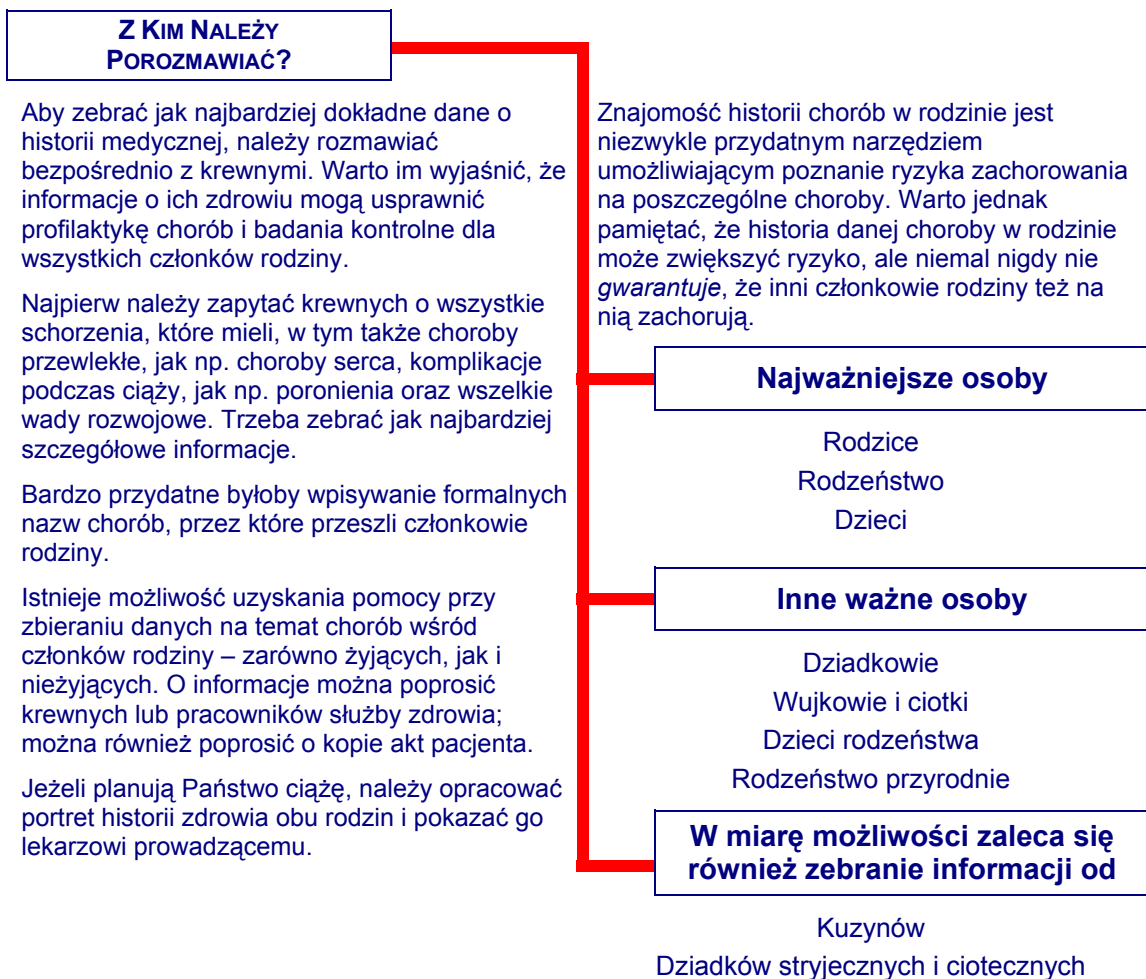 Z KIM NALEŻY
POROZMAWIAĆ?
Aby zebrać jak najbardziej dokładne dane o
historii medycznej, należy rozmawiać
bezpośrednio z krewnymi. Warto im wyjaśnić, że
informacje o ich zdrowiu mogą usprawnić
profilaktykę chorób i badania kontrolne dla
wszystkich członków rodziny.
Najpierw należy zapytać krewnych o wszystkie
schorzenia, które mieli, w tym także choroby
przewlekłe, jak np. choroby serca, komplikacje
podczas ciąży, jak np. poronienia oraz wszelkie
wady rozwojowe. Trzeba zebrać jak najbardziej
szczegółowe informacje.
Bardzo przydatne byłoby wpisywanie formalnych
nazw chorób, przez które przeszli członkowie
rodziny.
Istnieje możliwość uzyskania pomocy przy
zbieraniu danych na temat chorób wśród
członków rodziny – zarówno żyjących, jak i
nieżyjących. O informacje można poprosić
krewnych lub pracowników służby zdrowia;
można również poprosić o kopie akt pacjenta.
Jeżeli planują Państwo ciążę, należy opracować
portret historii zdrowia obu rodzin i pokazać go
lekarzowi prowadzącemu.
Znajomość historii chorób w rodzinie jest
niezwykle przydatnym narzędziem
umożliwiającym poznanie ryzyka zachorowania
na poszczególne choroby. Warto jednak
pamiętać, że historia danej choroby w rodzinie
może zwiększyć ryzyko, ale niemal nigdy nie
gwarantuje, że inni członkowie rodziny też na
nią zachorują.
Najważniejsze osoby
Rodzice
Rodzeństwo
Dzieci
Inne ważne osoby
Dziadkowie
Wujkowie i ciotki
Dzieci rodzeństwa
Rodzeństwo przyrodnie
W miarę możliwości zaleca się
również zebranie informacji od
Kuzynów
Dziadków stryjecznych i ciotecznych